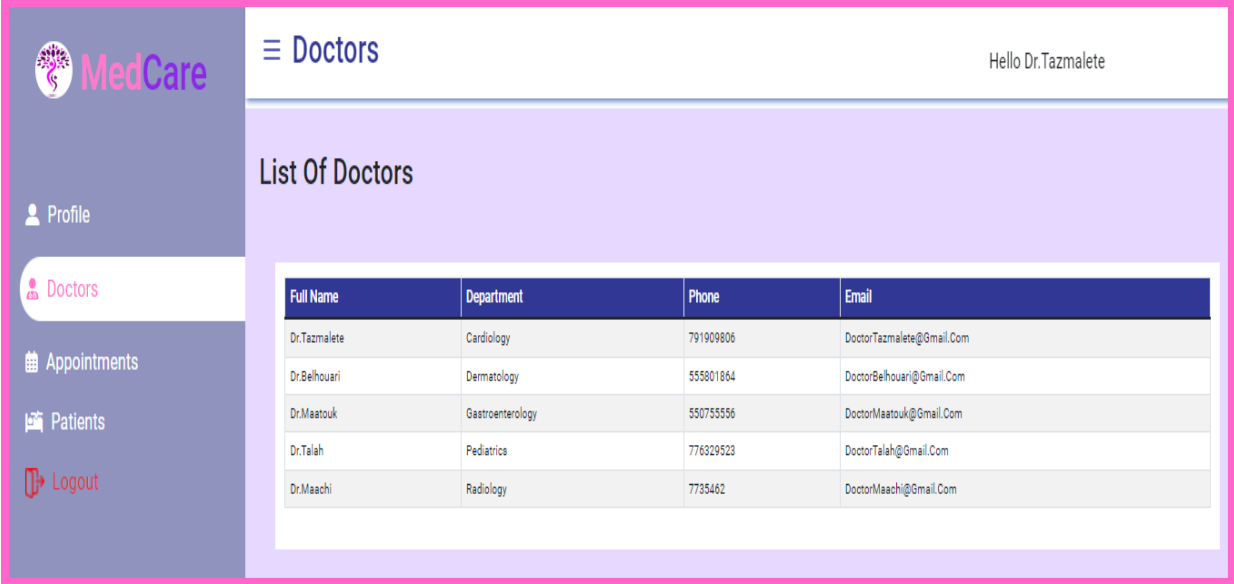 MedCare
☰ Doctors
Hello Dr.Tazmalete
Profile
Doctors
Appointments
Patients
Logout
List Of Doctors
Full Name Department Phone Email
Dr.Tazmalete Cardiology 791909806 DoctorTazmalete@Gmail.Com
Dr.Belhouari Dermatology 555801864 DoctorBelhouari@Gmail.Com
Dr.Maatouk Gastroenterology 550755556 DoctorMaatouk@Gmail.Com
Dr.Talah Pediatrics 776329523 DoctorTalah@Gmail.Com
Dr.Maachi Radiology 7735462 DoctorMaachi@Gmail.Com